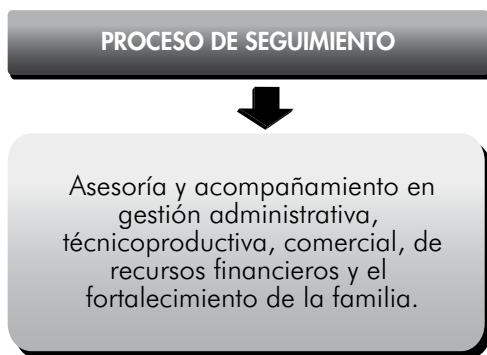 PROCESO DE SEGUIMIENTO
Asesoría y acompañamiento en
gestión administrativa,
técnicoproductiva, comercial, de
recursos financieros y el
fortalecimiento de la familia.